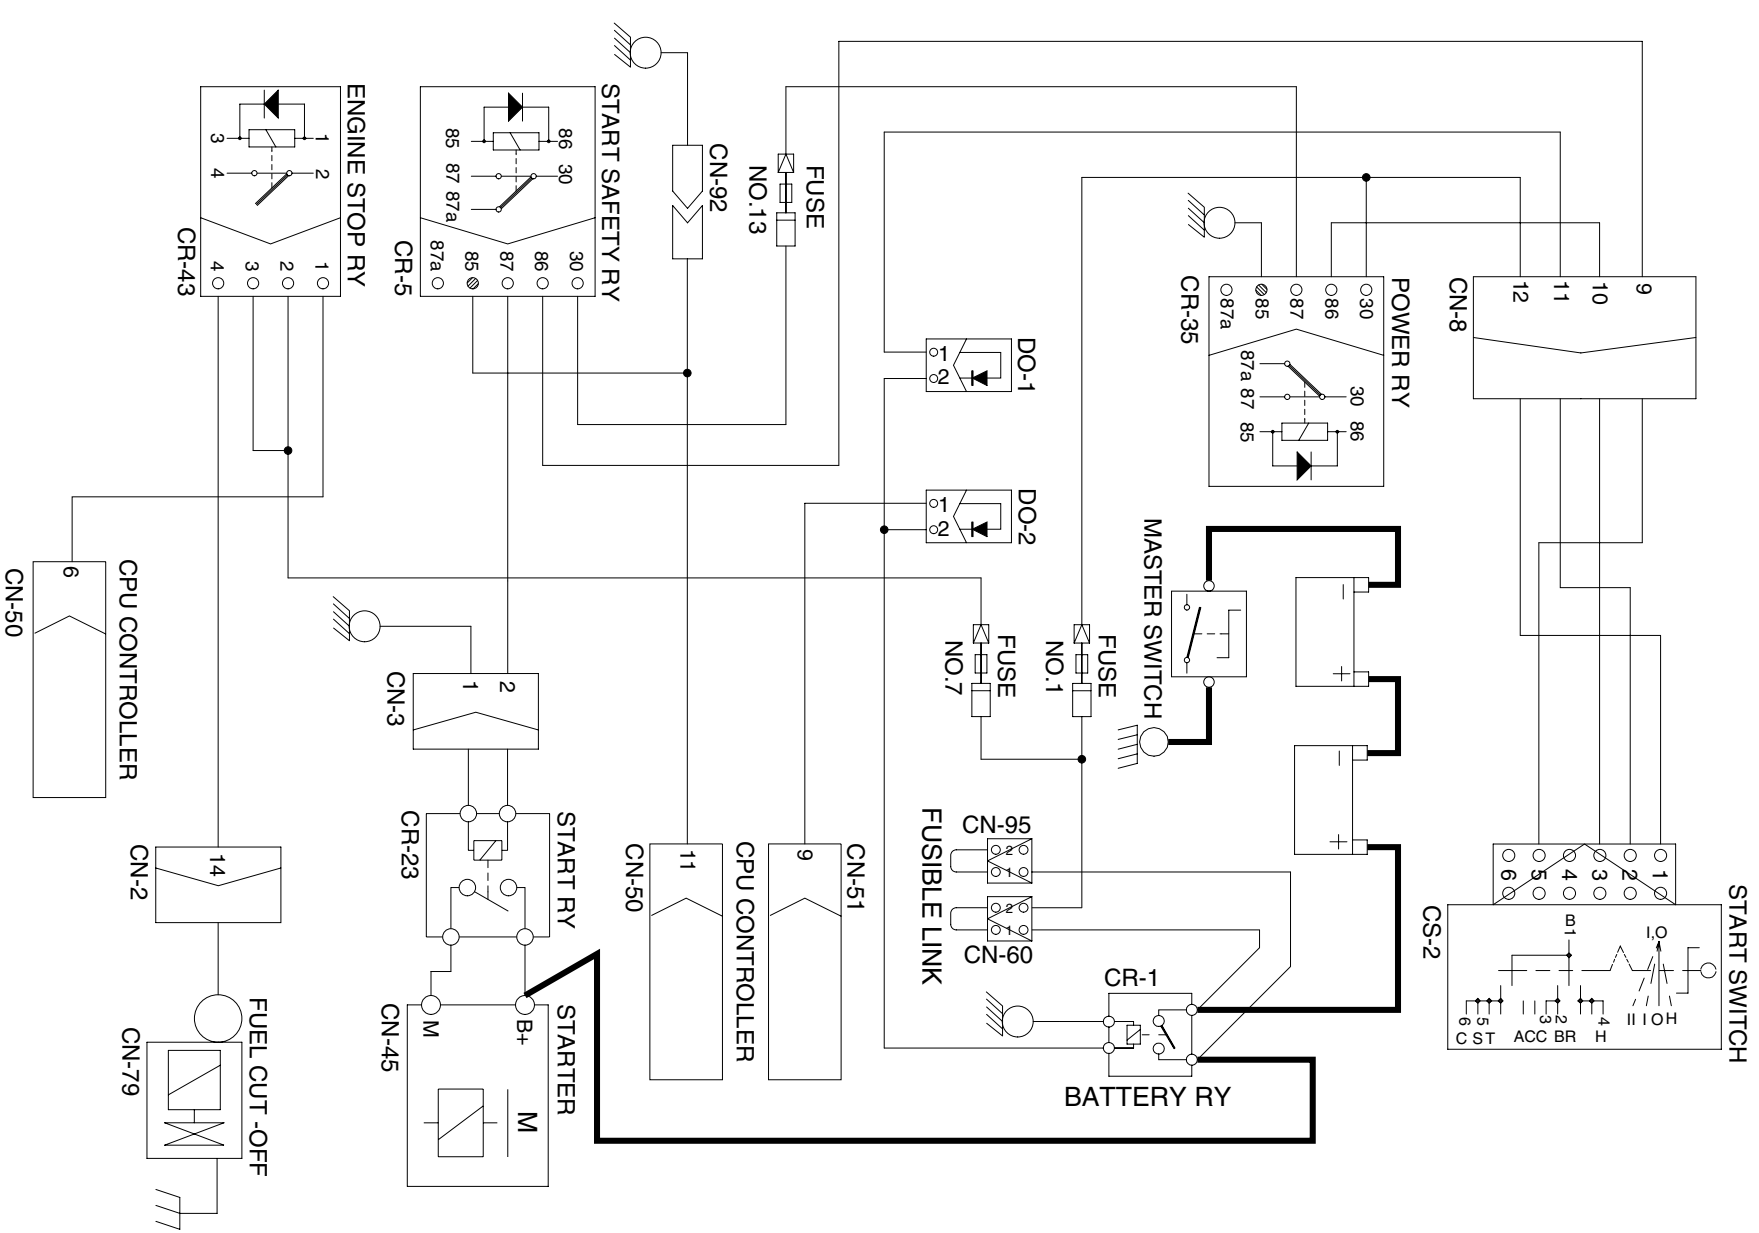 ENGINE STOP RY
3
1
4
2
4
3
2
1
CR-43
START SAFETY RY
85
86
87
30
87a
87a
85
87
86
30
CR-5
CN-92
FUSE
NO.13
POWER RY
87a
85
87
86
30
87a
87
30
85
86
CR-35
12
11
10
9
CN-8
DO-1
1
2
DO-2
1
2
MASTER SWITCH
−
+
−
+
FUSE
NO.7
FUSE
NO.1
6
CPU CONTROLLER
CN-50
1
2
CN-3
START RY
CR-23
14
CN-2
FUEL CUT -OFF
CN-79
STARTER
M
B+
M
CN-45
11
CPU CONTROLLER
CN-50
9
CN-51
FUSIBLE LINK
CN-95
2
1
2
1
CN-60
CR-1
BATTERY RY
START SWITCH
6
5
4
3
2
1
CS-2
B
1
I,O
II I O H
6 5
3 2
4
C ST
ACC BR
H